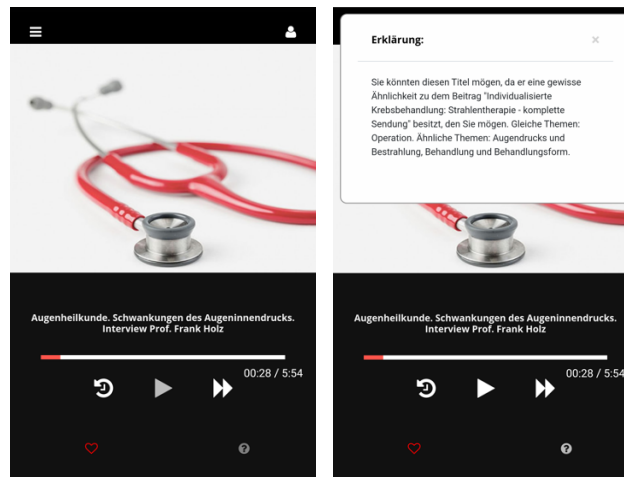 Augenheilkunde. Schwankungen des Augeninnendrucks.
Interview Prof. Frank Holz
00:28 / 5:54
Erklärung:
×
Sie könnten diesen Titel mögen, da er eine gewisse
Ähnlichkeit zu dem Beitrag "Individualisierte
Krebsbehandlung: Strahlentherapie - komplette
Sendung" besitzt, den Sie mögen. Gleiche Themen:
Operation. Ähnliche Themen: Augendrucks und
Bestrahlung, Behandlung und Behandlungsform.
Augenheilkunde. Schwankungen des Augeninnendrucks.
Interview Prof. Frank Holz
00:28 / 5:54